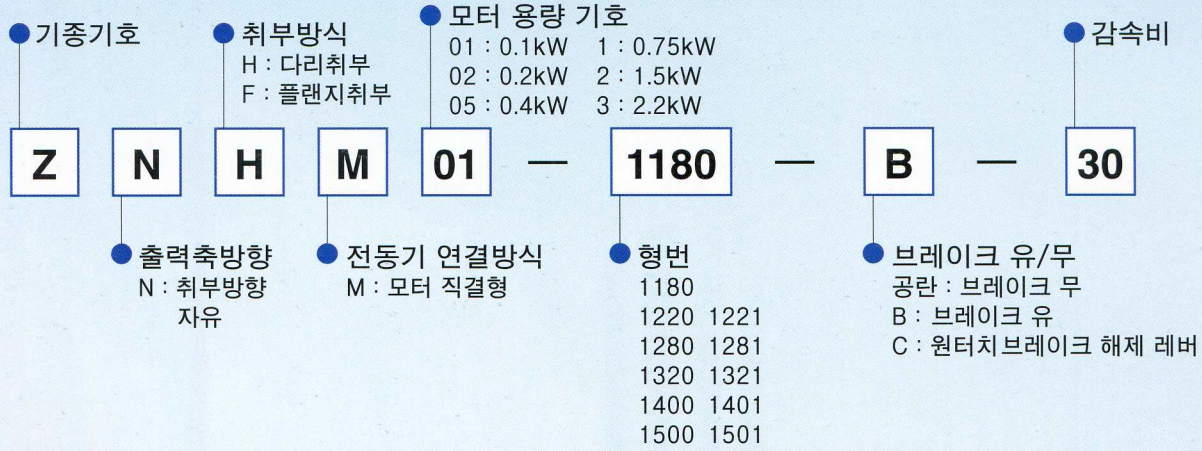 기종기호
취부방식
H : 다리취부
F : 플랜지취부
모터 용량 기호
01 : 0.1kW 1 : 0.75kW
02 : 0.2kW 2 : 1.5kW
05 : 0.4kW 3 : 2.2kW
감속비
Z N H M 01 — 1180 — B — 30
출력축방향
N : 취부방향
자유
전동기 연결방식
M : 모터 직결형
형번
1180
1220 1221
1280 1281
1320 1321
1400 1401
1500 1501
브레이크 유/무
공란 : 브레이크 무
B : 브레이크 유
C : 원터치브레이크 해제 레버